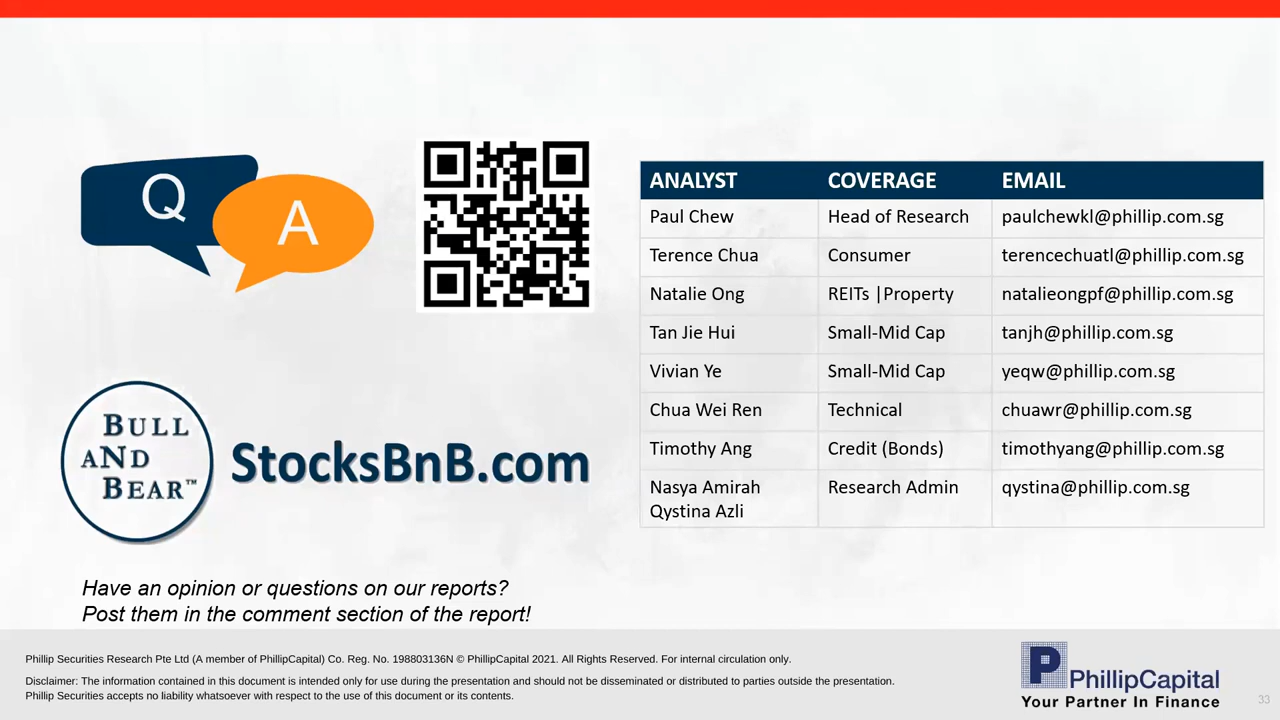 Q
A
BULL
AND
BEAR™
StocksBnB.com
Have an opinion or questions on our reports?
Post them in the comment section of the report!
ANALYST COVERAGE EMAIL
Paul Chew Head of Research paulchewkl@phillip.com.sg
Terence Chua Consumer terencechuatl@phillip.com.sg
Natalie Ong REITs |Property natalieongpf@phillip.com.sg
Tan Jie Hui Small-Mid Cap tanjh@phillip.com.sg
Vivian Ye Small-Mid Cap yeqw@phillip.com.sg
Chua Wei Ren Technical chuawr@phillip.com.sg
Timothy Ang Credit (Bonds) timothyang@phillip.com.sg
Nasya Amirah Research Admin qystina@phillip.com.sg
Qystina Azli
Phillip Securities Research Pte Ltd (A member of PhillipCapital) Co. Reg. No. 198803136N © PhillipCapital 2021. All Rights Reserved. For internal circulation only.
Disclaimer: The information contained in this document is intended only for use during the presentation and should not be disseminated or distributed to parties outside the presentation.
Phillip Securities accepts no liability whatsoever with respect to the use of this document or its contents.
P
PhillipCapital
Your Partner In Finance
33